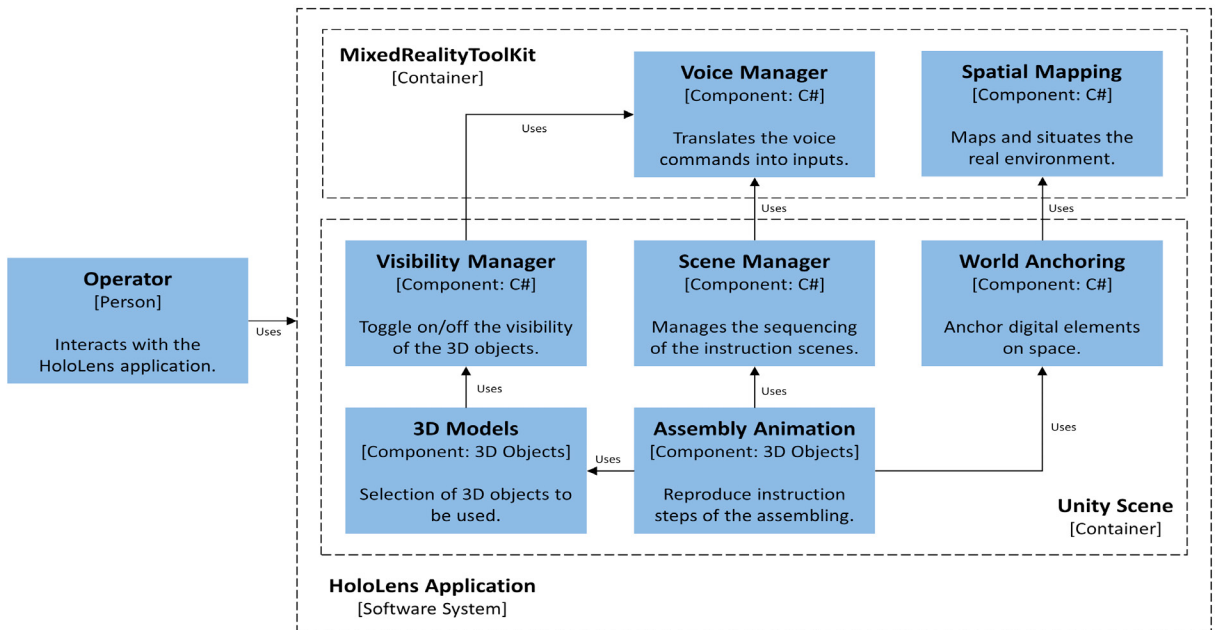 MixedRealityToolKit
[Container]
Voice Manager
[Component: C#]
Translates the voice
commands into inputs.
Spatial Mapping
[Component: C#]
Maps and situates the
real environment.
Uses
Uses
Uses
Operator
[Person]
Interacts with the
HoloLens application.
Uses
Visibility Manager
[Component: C#]
Toggle on/off the visibility
of the 3D objects.
Scene Manager
[Component: C#]
Manages the sequencing
of the instruction scenes.
World Anchoring
[Component: C#]
Anchor digital elements
on space.
Uses
Uses
Uses
3D Models
[Component: 3D Objects]
Selection of 3D objects to
be used.
Uses
Assembly Animation
[Component: 3D Objects]
Reproduce instruction
steps of the assembling.
Unity Scene
[Container]
HoloLens Application
[Software System]